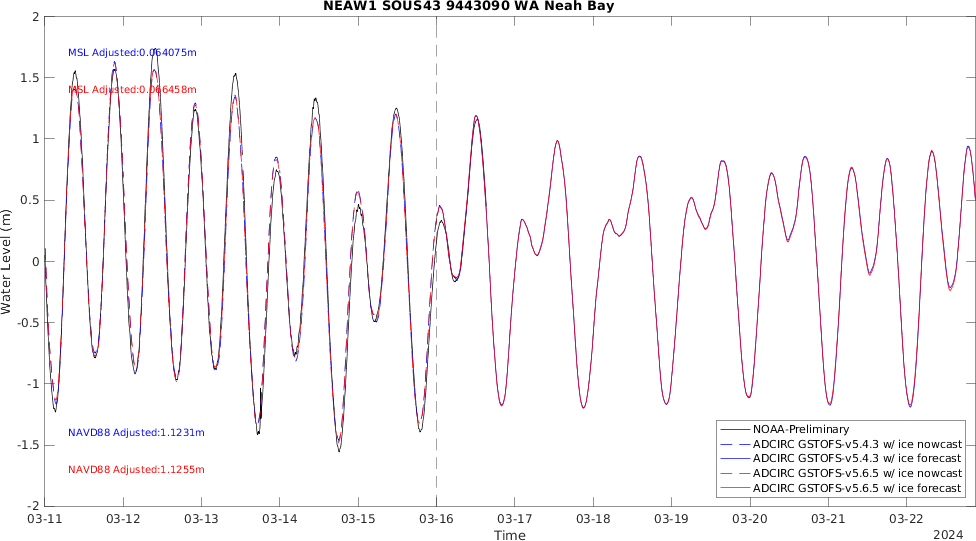 NEAW1 SOUS43 9443090 WA Neah Bay
2
1.5
1
0.5
0
-0.5
-1
-1.5
-2
Water Level (m)
MSL Adjusted:0.064075m
MSL Adjusted:0.066458m
NAVD88 Adjusted:1.1231m
NAVD88 Adjusted:1.1255m
NOAA-Preliminary
ADCIRC GSTOFS-v5.4.3 w/ ice nowcast
ADCIRC GSTOFS-v5.4.3 w/ ice forecast
ADCIRC GSTOFS-v5.6.5 w/ ice nowcast
ADCIRC GSTOFS-v5.6.5 w/ ice forecast
03-11 03-12 03-13 03-14 03-15 03-16 03-17 03-18 03-19 03-20 03-21 03-22
Time
2024